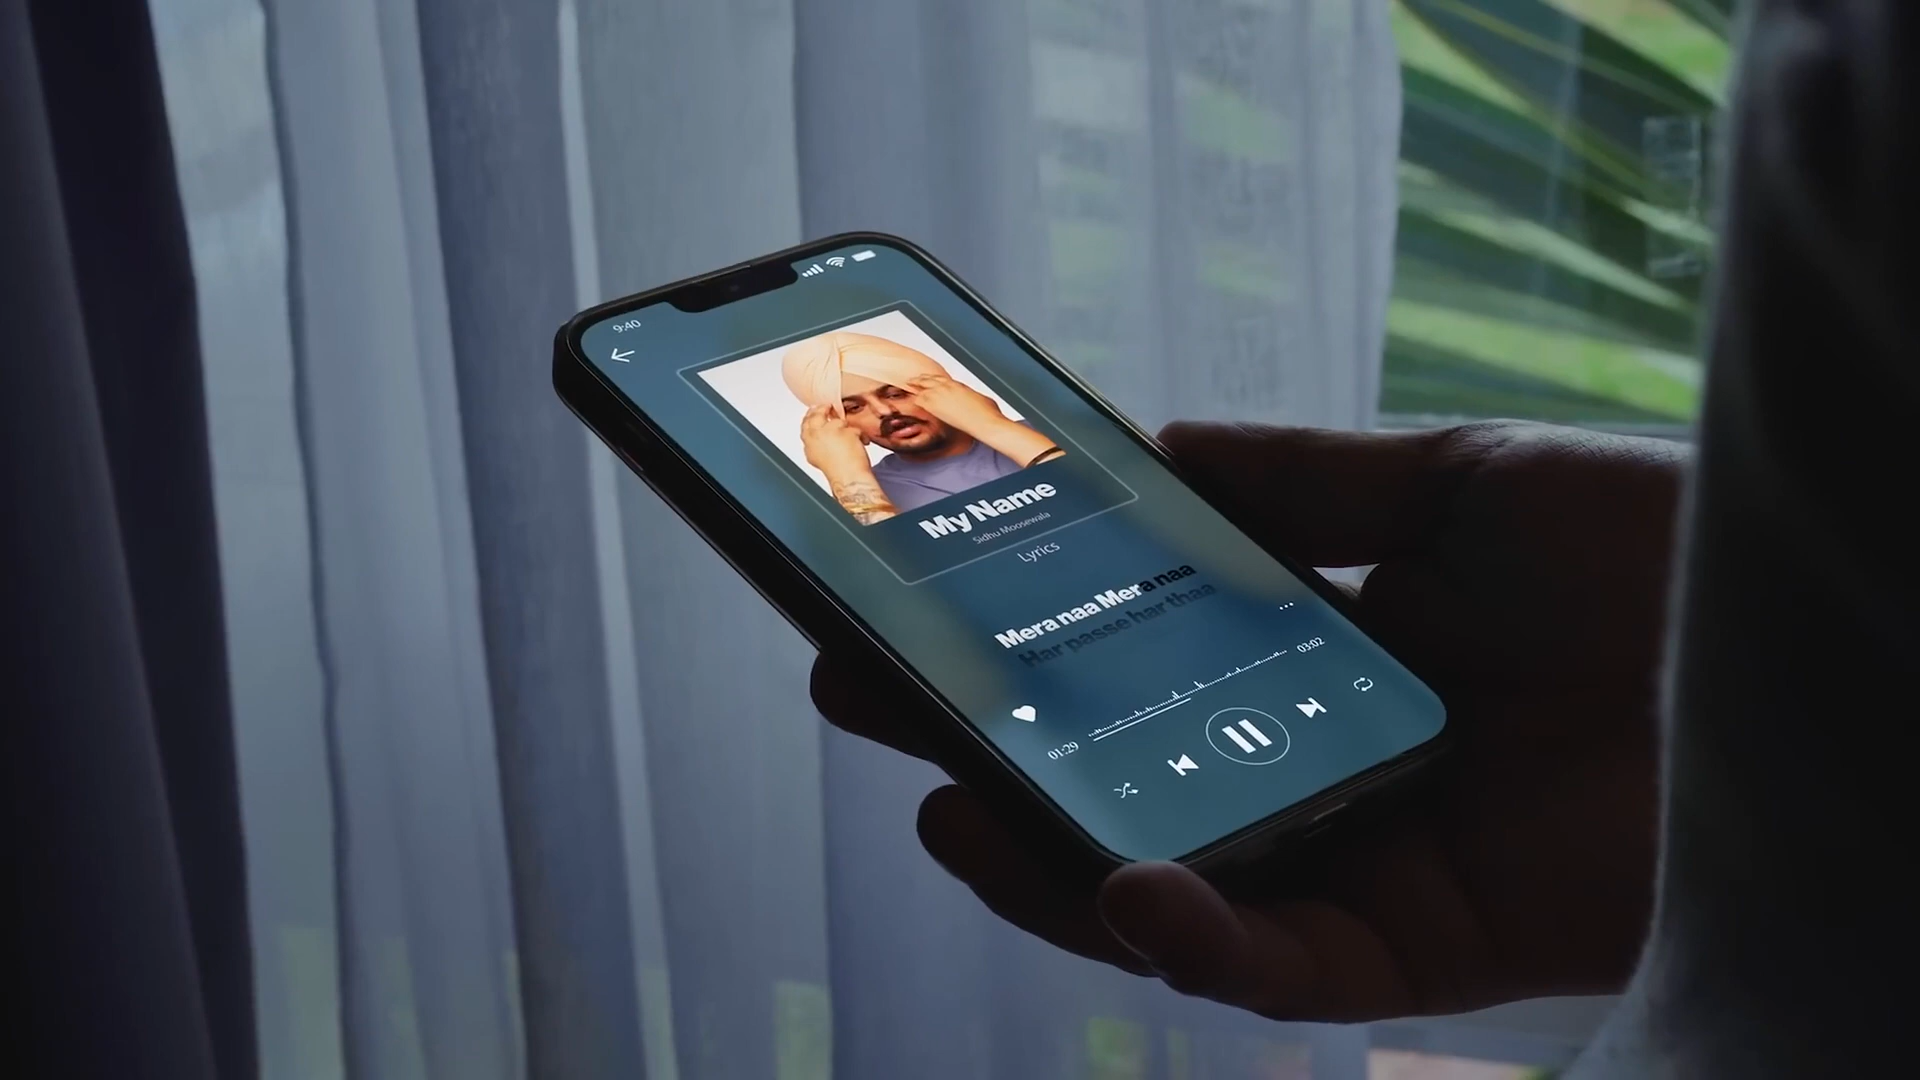 9:40
My Name
Sidhu Moosewala
Lyrics
Mera naa Mera naa
Har passe har thaa
03:02
01:29